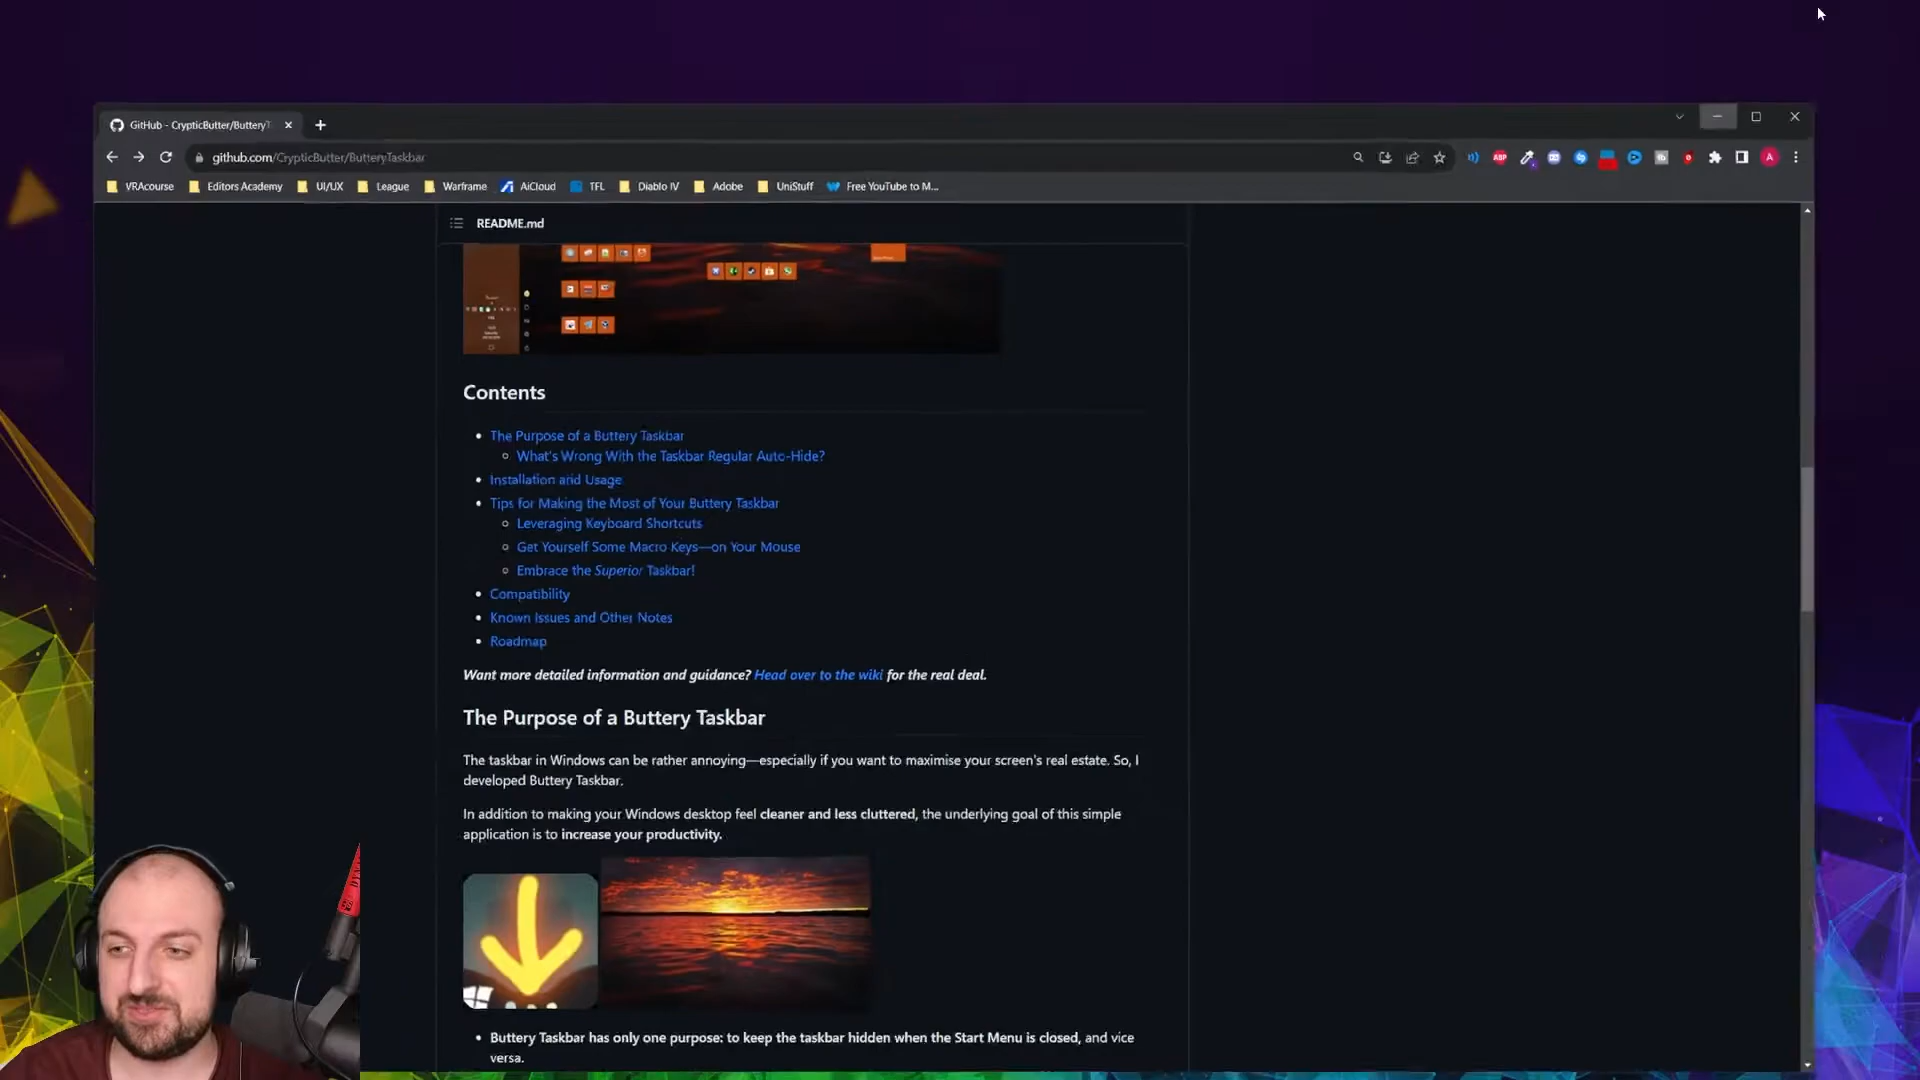 GitHub - CrypticButter/ButteryT
github.com/CrypticButter/ButteryTaskbar
ABP
A
VRAcourse
Editors Academy
UI/UX
League
Warframe
AiCloud
TFL
Diablo IV
Adobe
UniStuff
Free YouTube to M...
README.md
Contents
The Purpose of a Buttery Taskbar
What's Wrong With the Taskbar Regular Auto-Hide?
Installation and Usage
Tips for Making the Most of Your Buttery Taskbar
Leveraging Keyboard Shortcuts
Get Yourself Some Macro Keys—on Your Mouse
Embrace the Superior Taskbar!
Compatibility
Known Issues and Other Notes
Roadmap
Want more detailed information and guidance? Head over to the wiki for the real deal.
The Purpose of a Buttery Taskbar
The taskbar in Windows can be rather annoying—especially if you want to maximise your screen's real estate. So, I
developed Buttery Taskbar.
In addition to making your Windows desktop feel cleaner and less cluttered, the underlying goal of this simple
application is to increase your productivity.
Buttery Taskbar has only one purpose: to keep the taskbar hidden when the Start Menu is closed, and vice
versa.